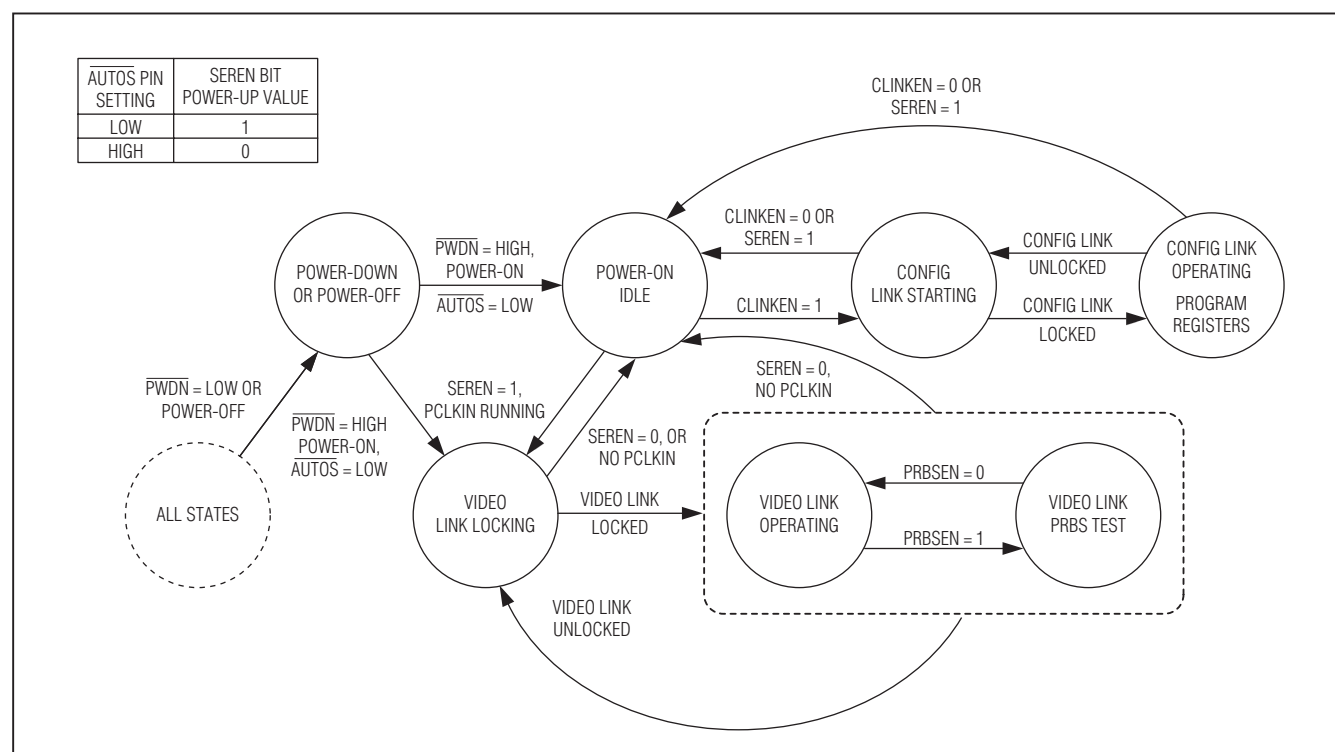 AUTOS PIN
SETTING
SEREN BIT
POWER-UP VALUE
LOW
1
HIGH
0
CLINKEN = 0 OR
SEREN = 1
POWER-DOWN
OR POWER-OFF
PWDN = HIGH,
POWER-ON
AUTOS = LOW
POWER-ON
IDLE
CLINKEN = 0 OR
SEREN = 1
CLINKEN = 1
CONFIG
LINK STARTING
CONFIG LINK
UNLOCKED
CONFIG LINK
LOCKED
CONFIG LINK
OPERATING
PROGRAM
REGISTERS
PWDN = LOW OR
POWER-OFF
PWDN = HIGH
POWER-ON,
AUTOS = LOW
SEREN = 1,
PCLKIN RUNNING
SEREN = 0, OR
NO PCLKIN
SEREN = 0,
NO PCLKIN
ALL STATES
VIDEO
LINK LOCKING
VIDEO LINK
LOCKED
VIDEO LINK
OPERATING
PRBSEN = 0
PRBSEN = 1
VIDEO LINK
PRBS TEST
VIDEO LINK
UNLOCKED